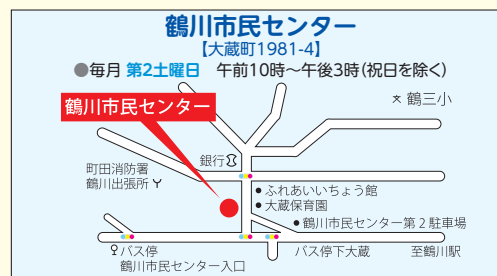 鶴川市民センター
【大蔵町1981-4】
●毎月 第2土曜日 午前10時〜午後3時(祝日を除く)
鶴川市民センター
鶴三小
銀行
町田消防署
鶴川出張所
ふれあいいちょう館
大蔵保育園
鶴川市民センター第2駐車場
バス停
鶴川市民センター入口
バス停下大蔵
至鶴川駅